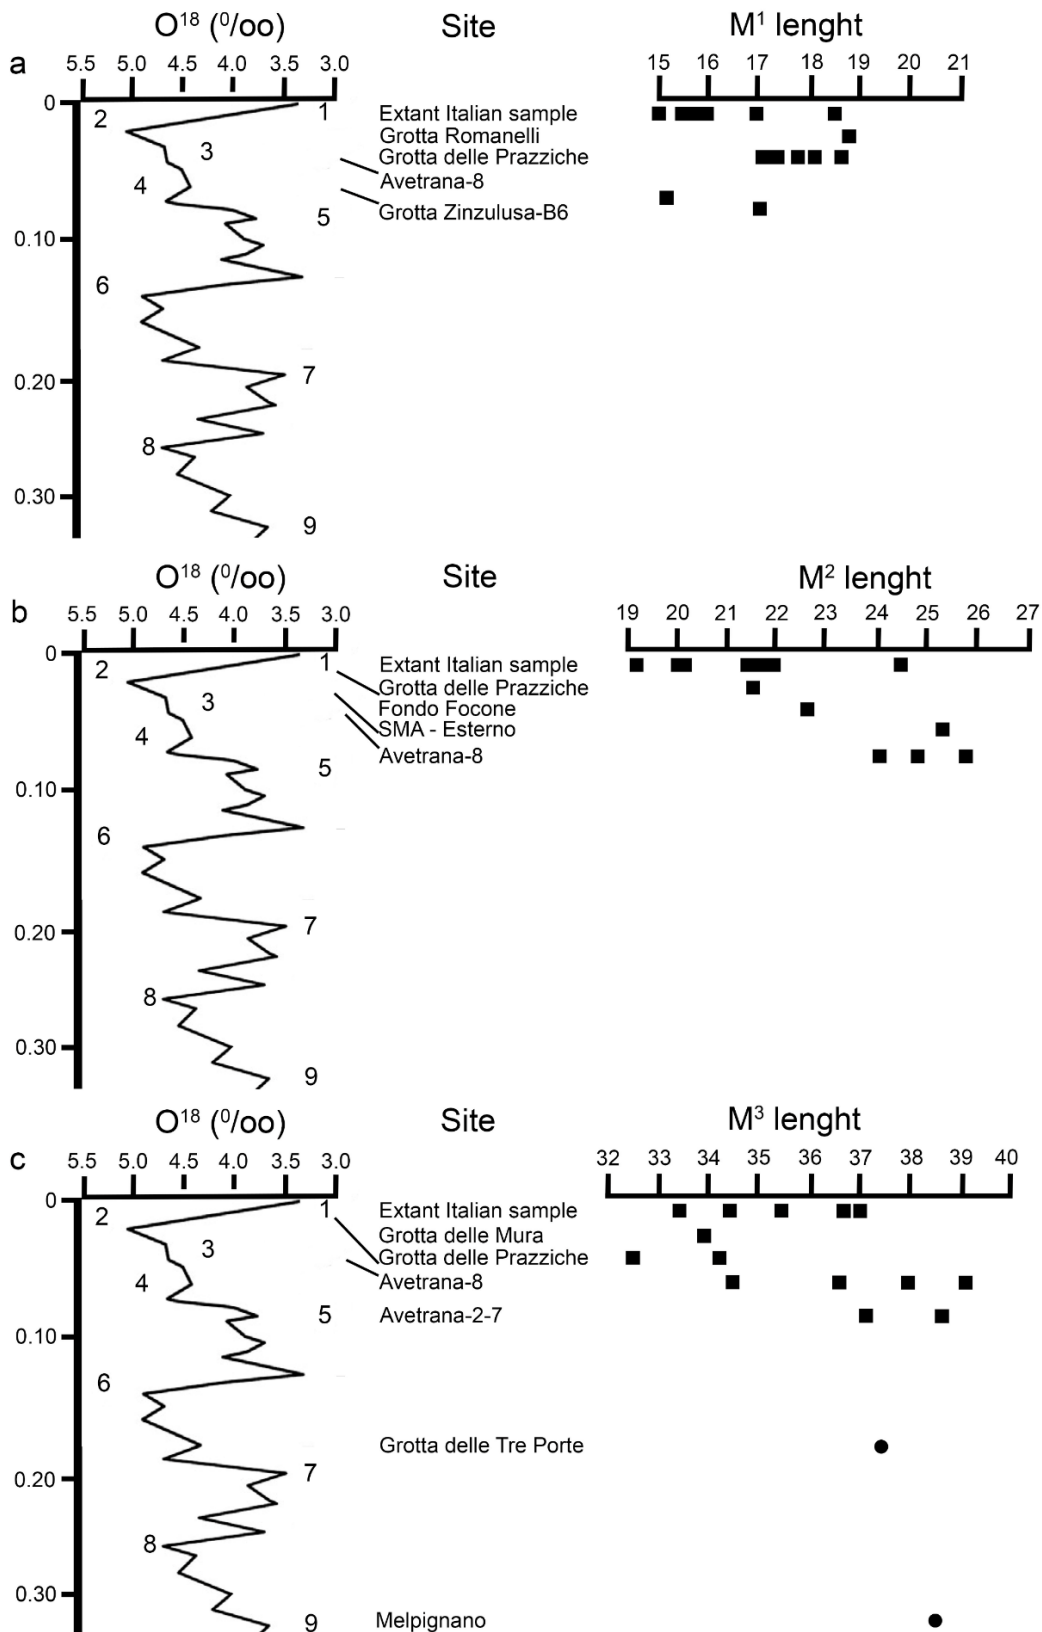 O18 (0/oo) Site M1 lenght
a 5.5 5.0 4.5 4.0 3.5 3.0 15 16 17 18 19 20 21
0
1 Extant Italian sample
2
Grotta Romanelli
3 Grotta delle Prazziche
4 Avetrana-8
5 Grotta Zinzulusa-B6
0.10
6
7
0.20
8
0.30
9
O18 (0/oo) Site M2 lenght
b 5.5 5.0 4.5 4.0 3.5 3.0 19 20 21 22 23 24 25 26 27
0
1 Extant Italian sample
2
Grotta delle Prazziche
3 Fondo Focone
4 SMA - Esterno
Avetrana-8
5
0.10
6
7
0.20
8
0.30
9
O18 (0/oo) Site M3 lenght
c 5.5 5.0 4.5 4.0 3.5 3.0 32 33 34 35 36 37 38 39 40
0
1 Extant Italian sample
2
Grotta delle Mura
3 Grotta delle Prazziche
4 Avetrana-8
5 Avetrana-2-7
0.10
6
Grotta delle Tre Porte
7
0.20
8
0.30
9 Melpignano